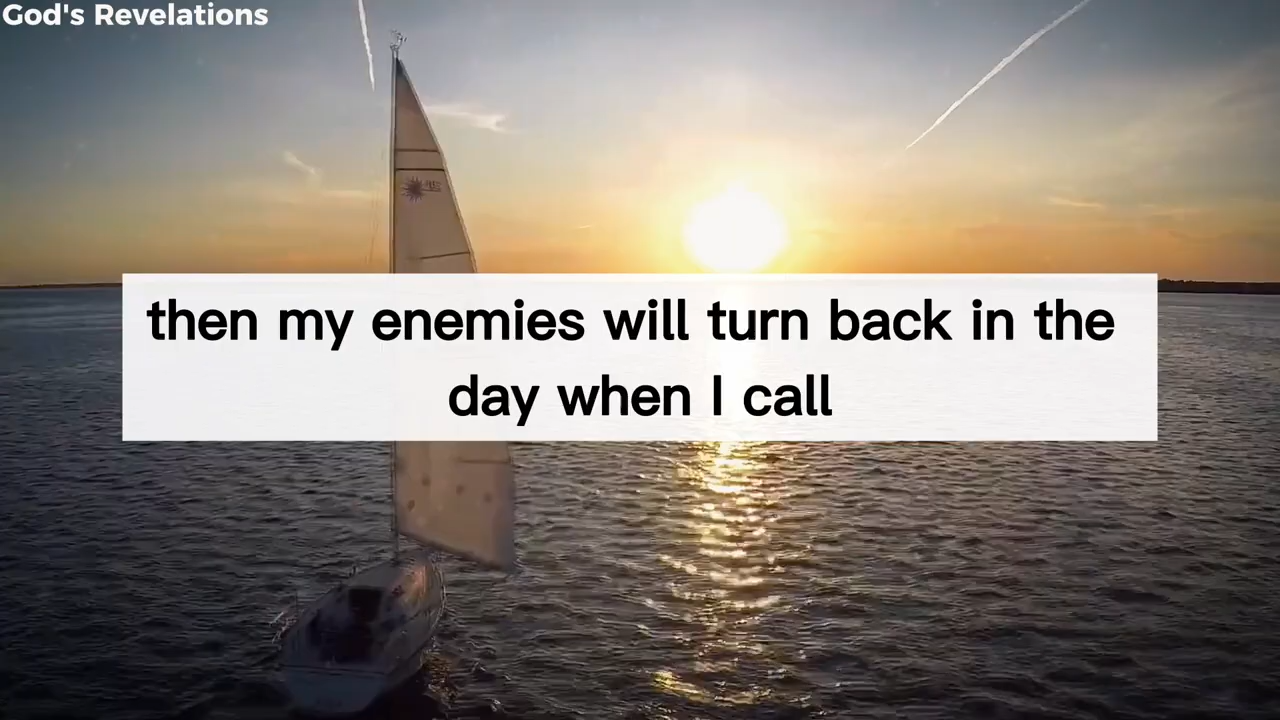 God's Revelations
then my enemies will turn back in the
day when I call